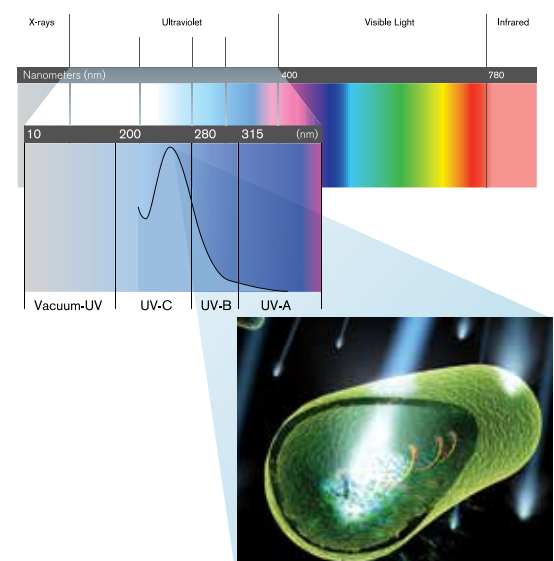 X-rays Ultraviolet Visible Light Infrared
Nanometers (nm) 400 780
10 200 280 315 (nm)
Vacuum-UV UV-C UV-B UV-A